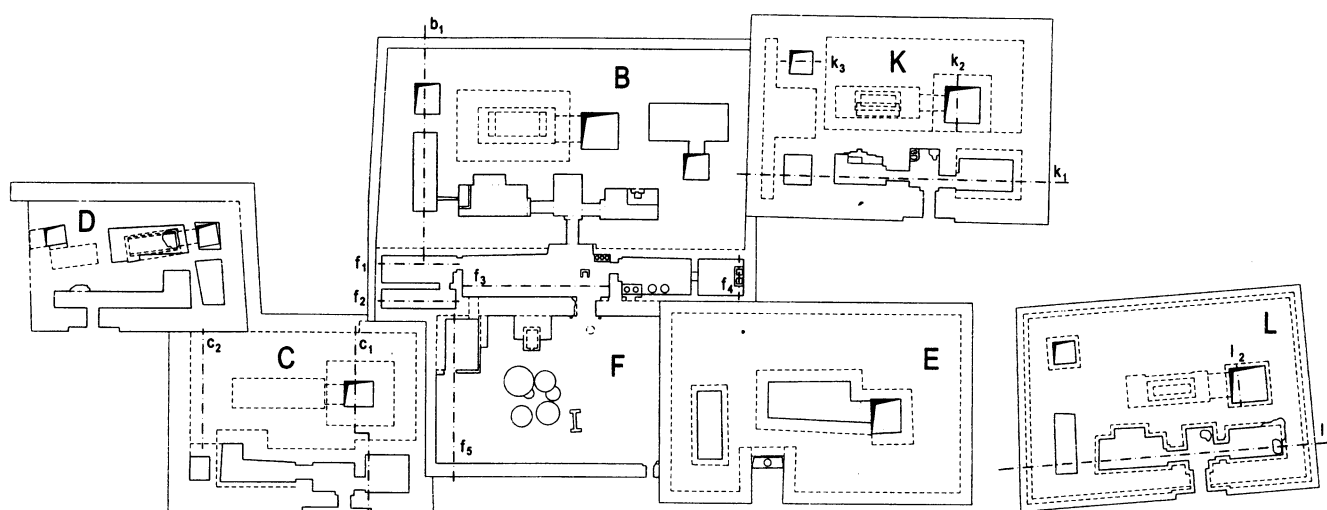 b₁
B
k₃
K
k₂
k₁
D
f₁
f₃
f₂
f₄
c₂
C
c₁
F
E
L
l₂
l
f₅